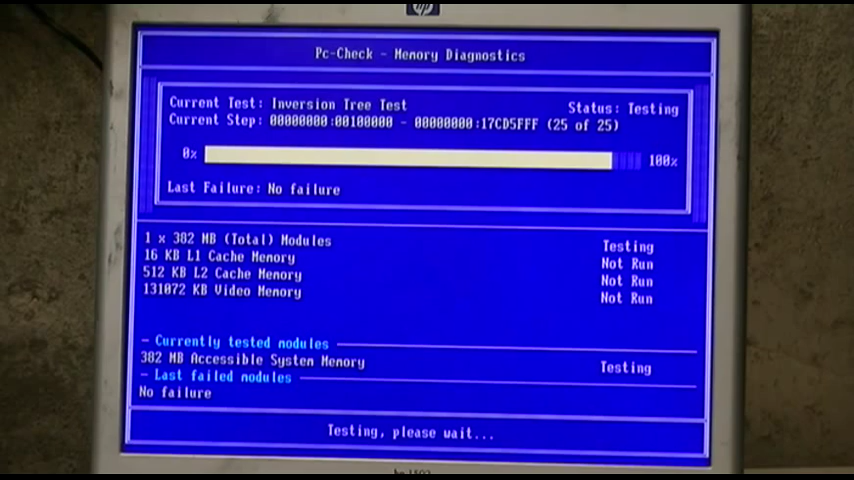 hp
Pc-Check - Memory Diagnostics
Current Test: Inversion Tree Test Status: Testing
Current Step: 00000000:00100000 - 00000000:17CD5FFF (25 of 25)
0% 100%
Last Failure: No failure
1 x 382 MB (Total) Modules Testing
16 KB L1 Cache Memory Not Run
512 KB L2 Cache Memory Not Run
131072 KB Video Memory Not Run
- Currently tested modules
382 MB Accessible System Memory Testing
- Last failed modules
No failure
Testing, please wait...